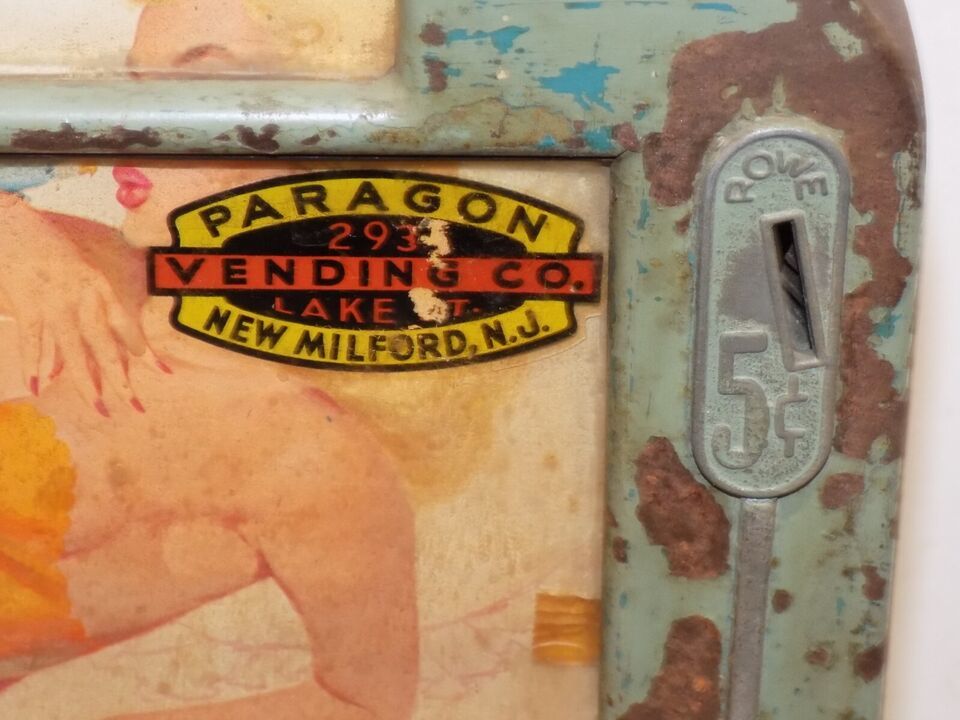 PARAGON
293
VENDING CO.
LAKE
NEW MILFORD, N.J.
ROWE
5¢